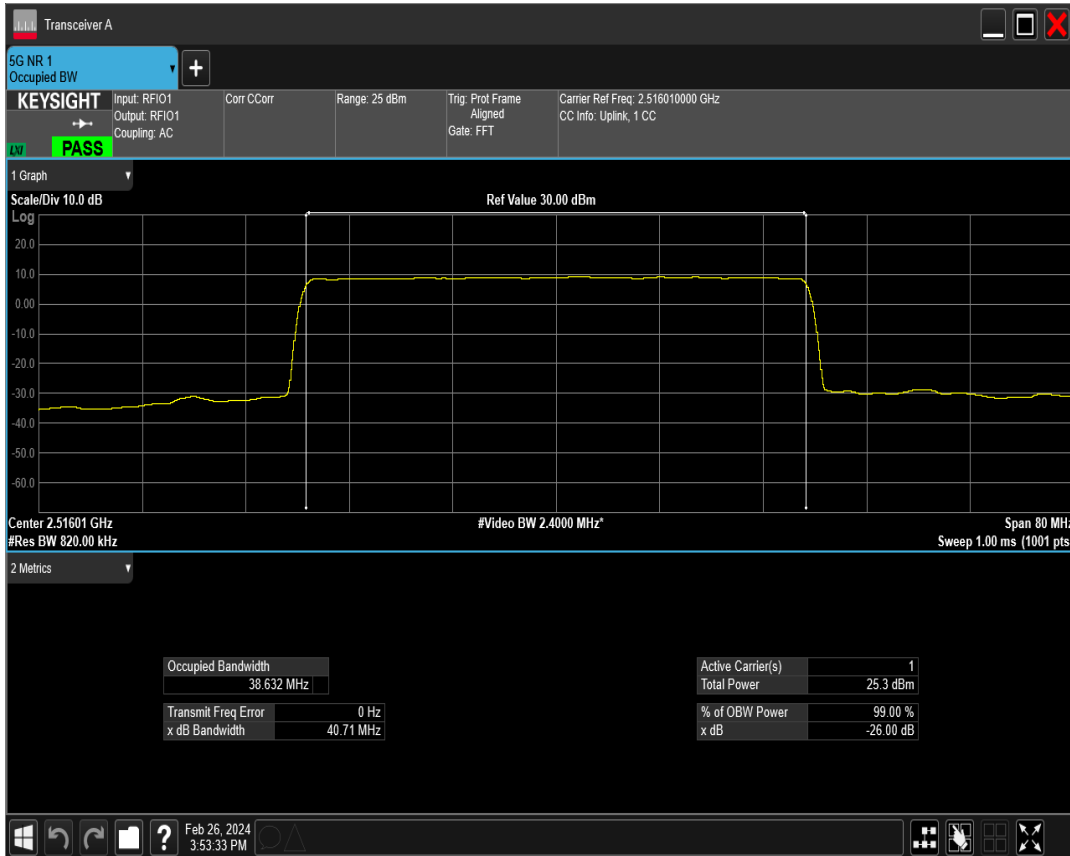 Transceiver A
5G NR 1
Occupied BW
KEYSIGHT
LXI
PASS
Input: RFIO1
Output: RFIO1
Coupling: AC
Corr CCorr
Range: 25 dBm
Trig: Prot Frame
Aligned
Gate: FFT
Carrier Ref Freq: 2.516010000 GHz
CC Info: Uplink, 1 CC
1 Graph
Scale/Div 10.0 dB
Ref Value 30.00 dBm
Log
20.0
10.0
0.00
-10.0
-20.0
-30.0
-40.0
-50.0
-60.0
Center 2.51601 GHz
#Video BW 2.4000 MHz*
Span 80 MHz
#Res BW 820.00 kHz
Sweep 1.00 ms (1001 pts
2 Metrics
Occupied Bandwidth
38.632 MHz
Transmit Freq Error 0 Hz
x dB Bandwidth 40.71 MHz
Active Carrier(s) 1
Total Power 25.3 dBm
% of OBW Power 99.00 %
x dB -26.00 dB
?
Feb 26, 2024
3:53:33 PM